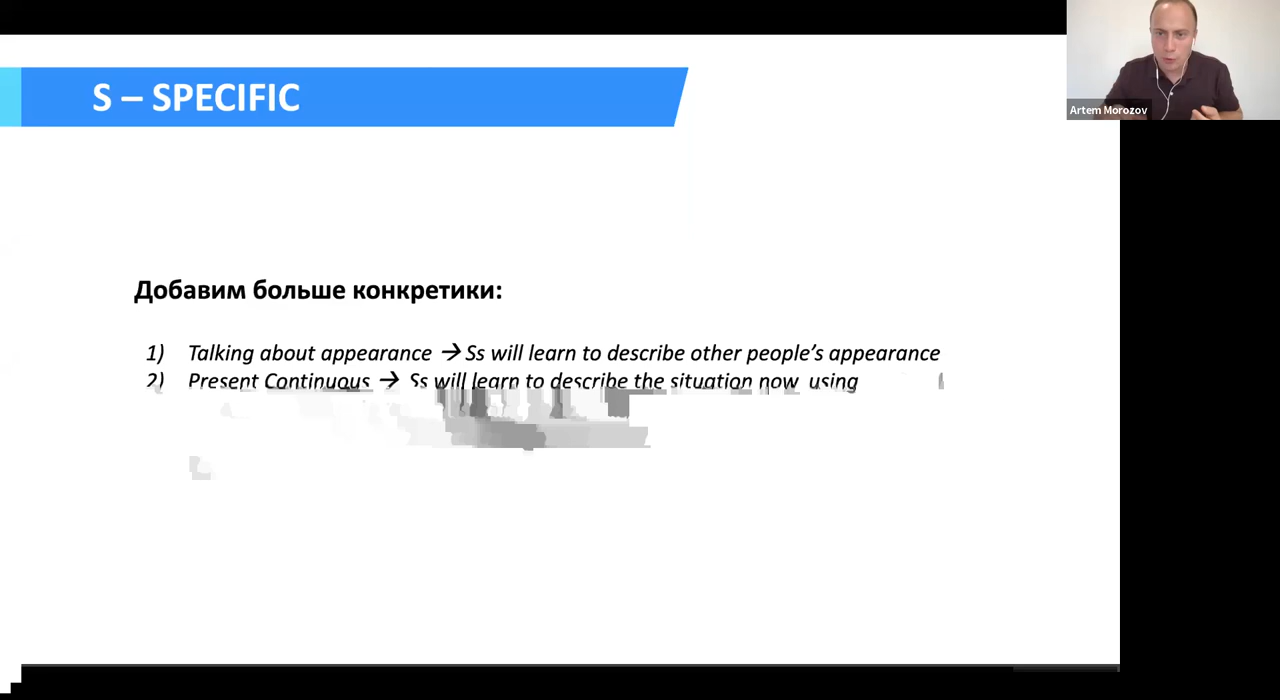 S – SPECIFIC
Artem Morozov
Добавим больше конкретики:
1) Talking about appearance → Ss will learn to describe other people’s appearance
2) Present Continuous → Ss will learn to describe the situation now using